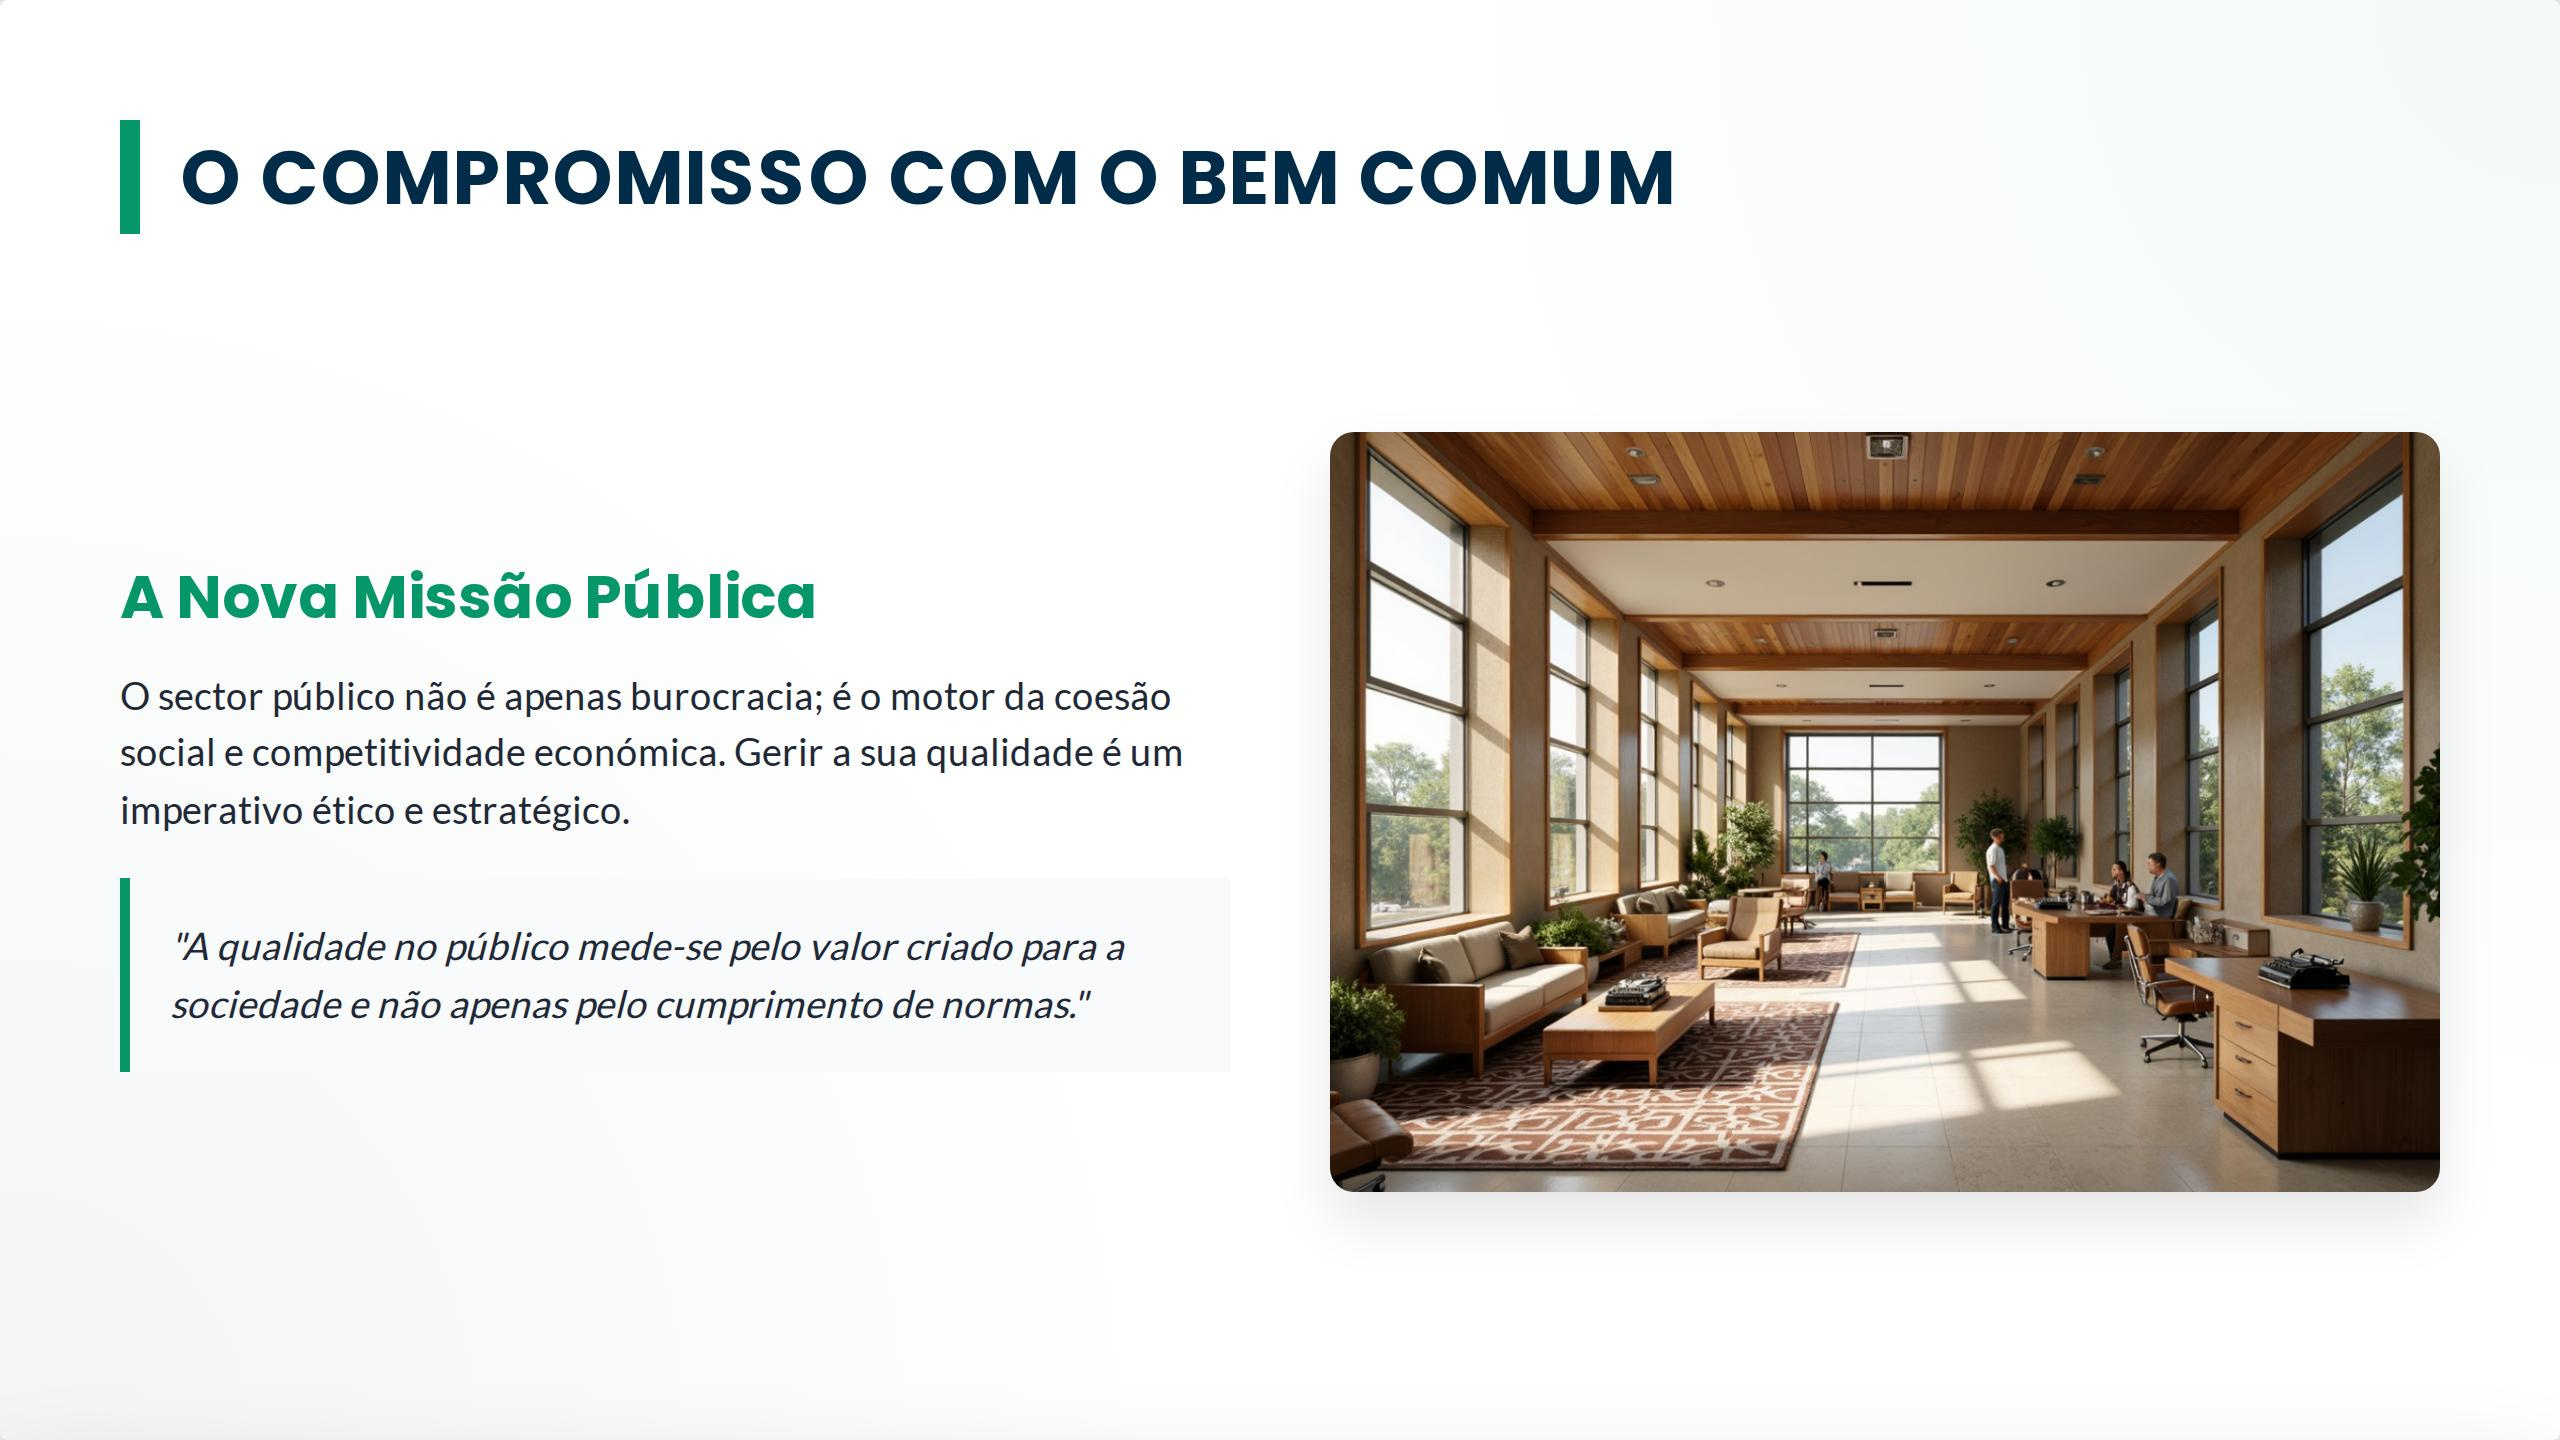 O COMPROMISSO COM O BEM COMUM
A Nova Missão Pública
O sector público não é apenas burocracia; é o motor da coesão
social e competitividade económica. Gerir a sua qualidade é um
imperativo ético e estratégico.
"A qualidade no público mede-se pelo valor criado para a
sociedade e não apenas pelo cumprimento de normas."